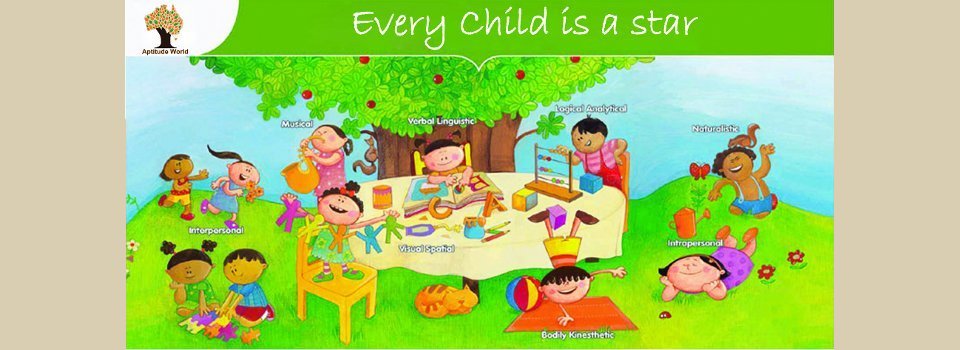 Every Child is a star
Aptitude World
Musical
Verbal Linguistic
Logical Analytical
Naturalistic
Interpersonal
Visual Spatial
Intrapersonal
Bodily Kinesthetic